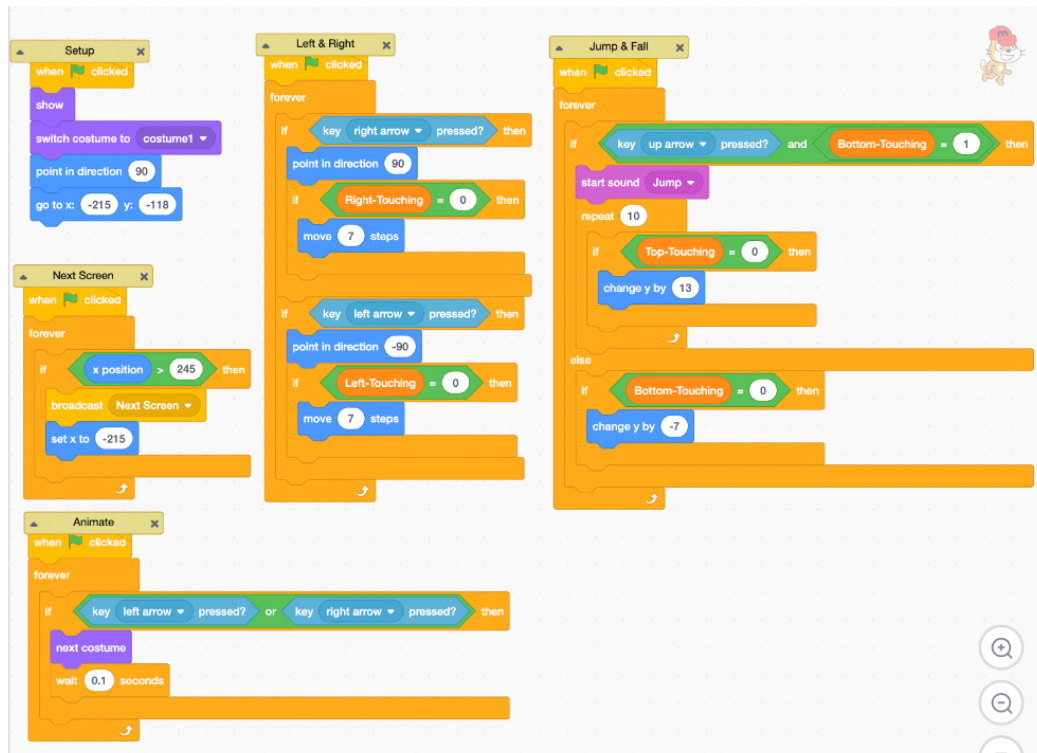 Setup
when clicked
show
switch costume to costume1
point in direction 90
go to x: -215 y: -118
Next Screen
when clicked
forever
if x position > 245 then
broadcast Next Screen
set x to -215
Animate
when clicked
forever
if key left arrow pressed? or key right arrow pressed? then
next costume
wait 0.1 seconds
Left & Right
when clicked
forever
if key right arrow pressed? then
point in direction 90
if Right-Touching = 0 then
move 7 steps
if key left arrow pressed? then
point in direction -90
if Left-Touching = 0 then
move 7 steps
Jump & Fall
when clicked
forever
if key up arrow pressed? and Bottom-Touching = 1 then
start sound Jump
repeat 10
if Top-Touching = 0 then
change y by 13
else
if Bottom-Touching = 0 then
change y by -7
m